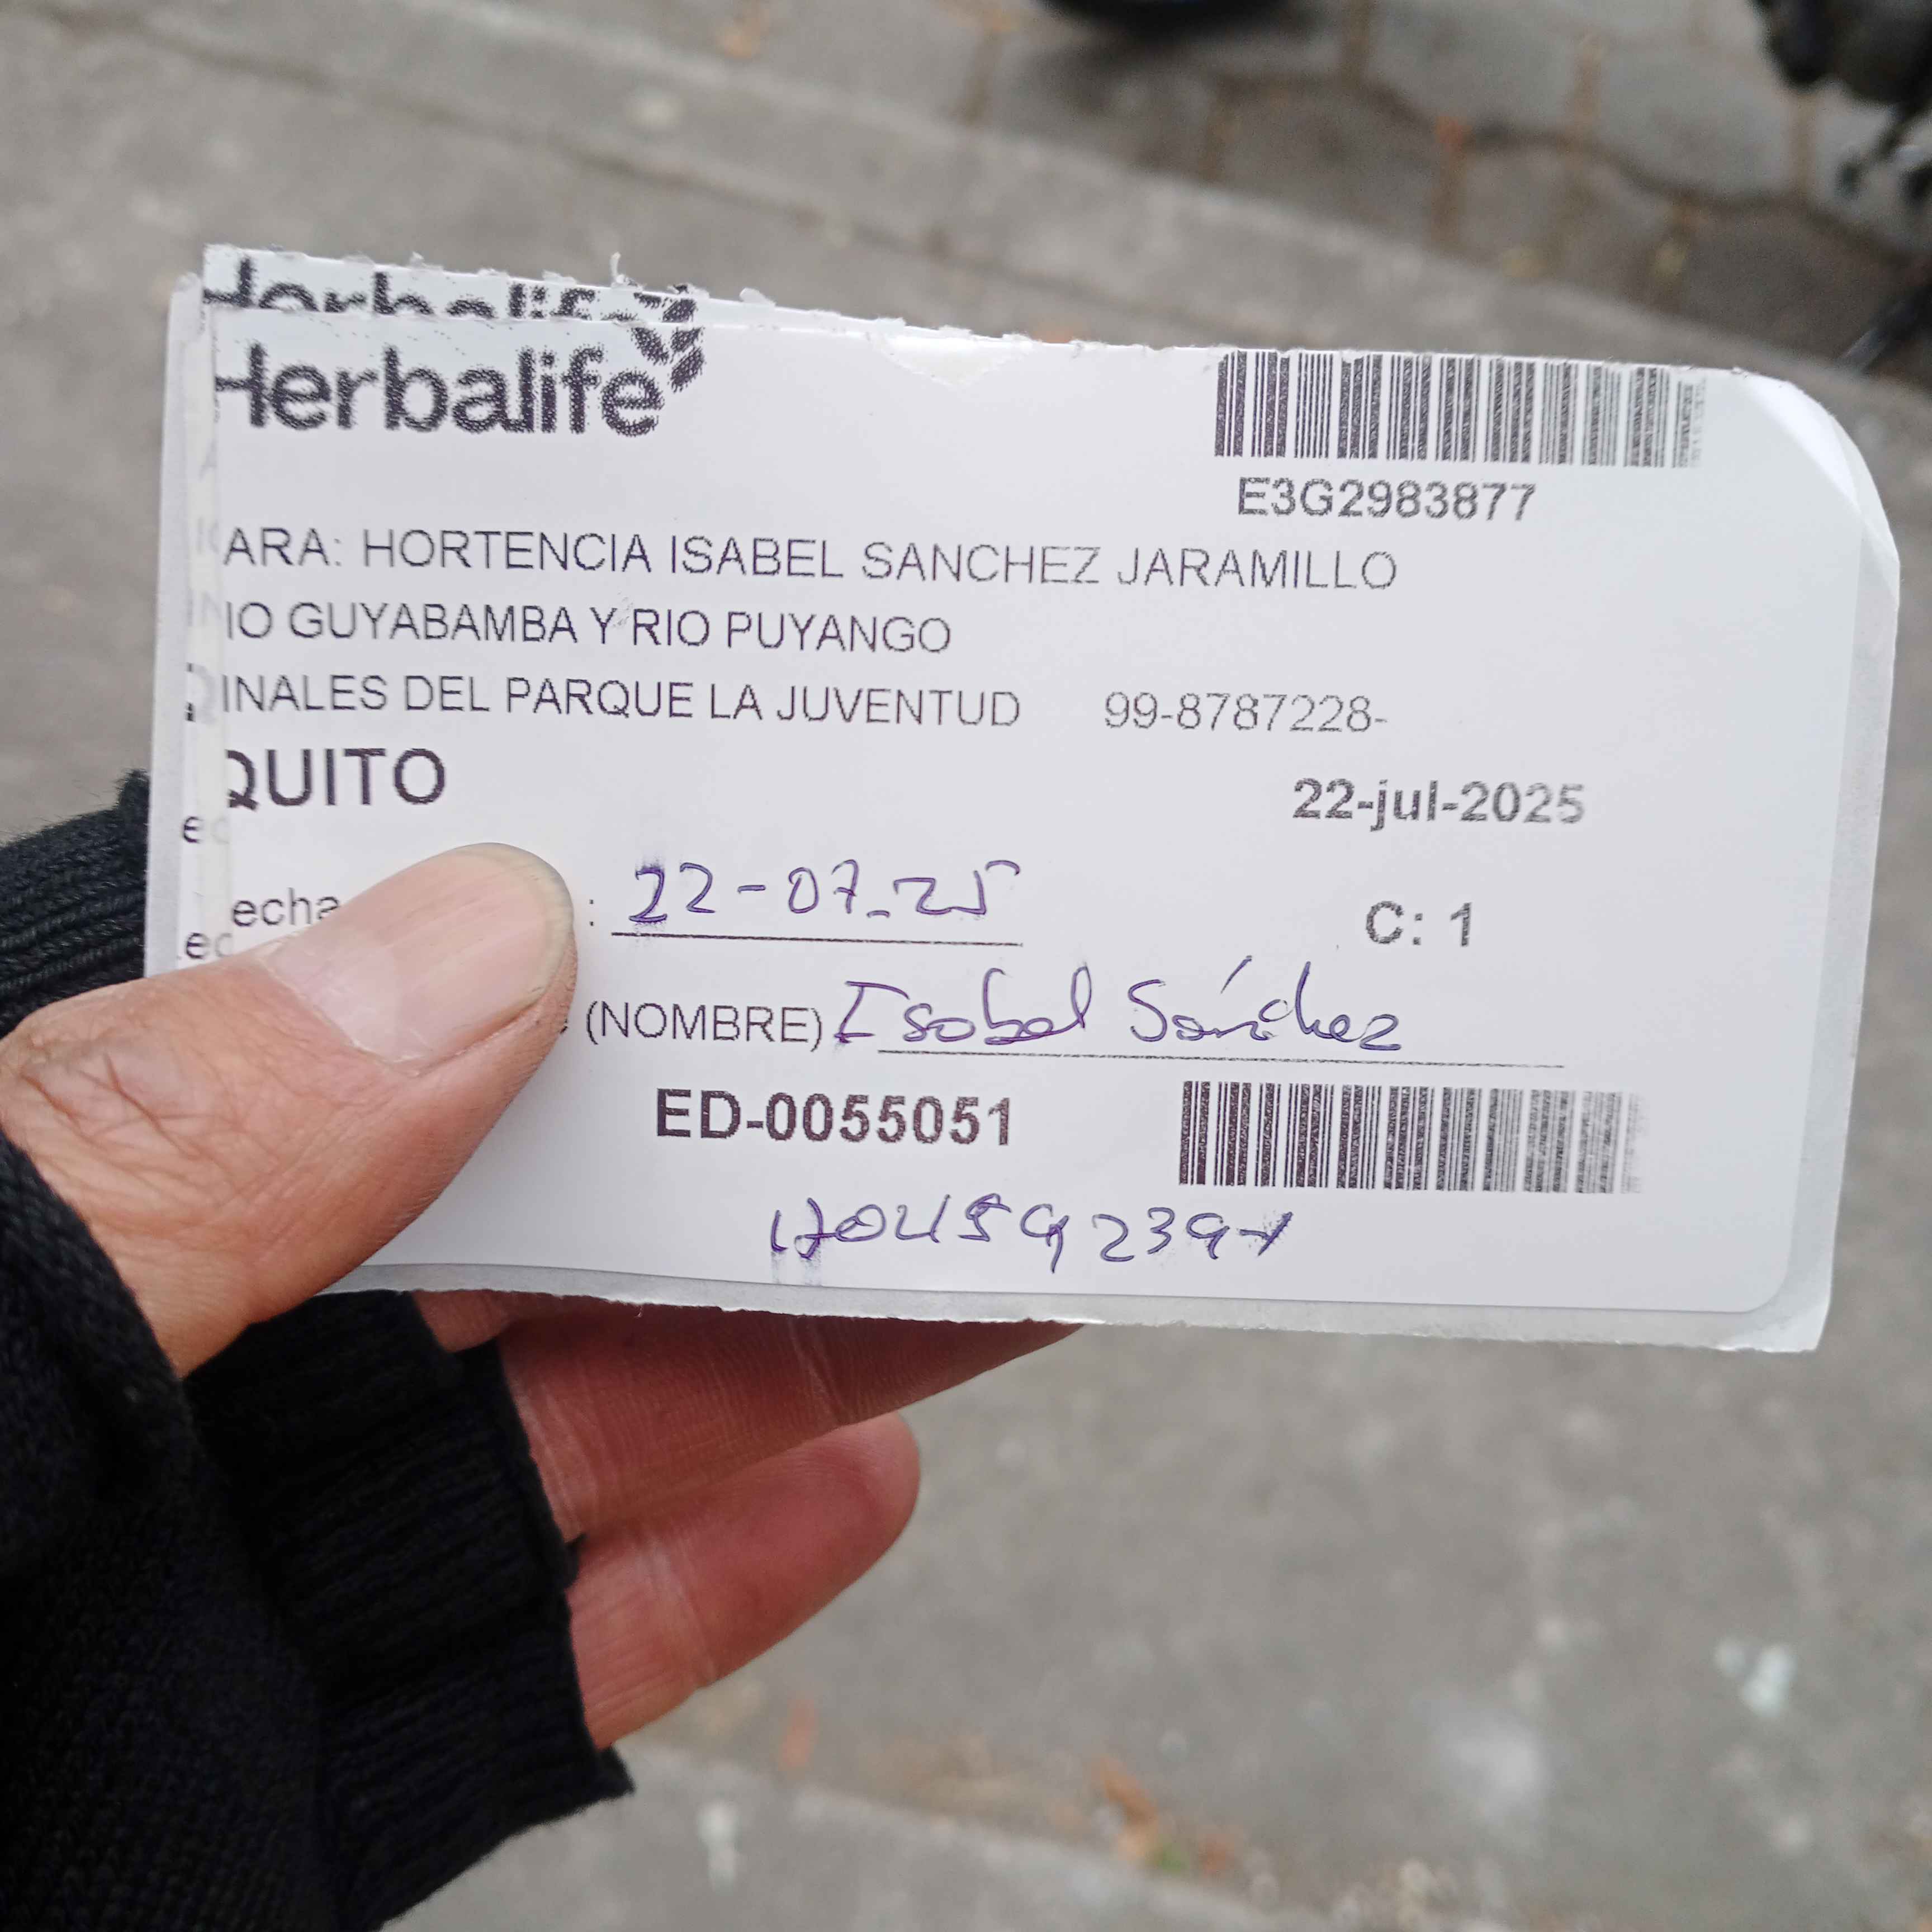 Herbalife
Herbalife
E3G2983877
ARA: HORTENCIA ISABEL SANCHEZ JARAMILLO
IO GUYABAMBA Y RIO PUYANGO
INALES DEL PARQUE LA JUVENTUD 99-8787228-
QUITO
22-jul-2025
echa : 22-07-25
C: 1
(NOMBRE) Isabel Sánchez
ED-0055051